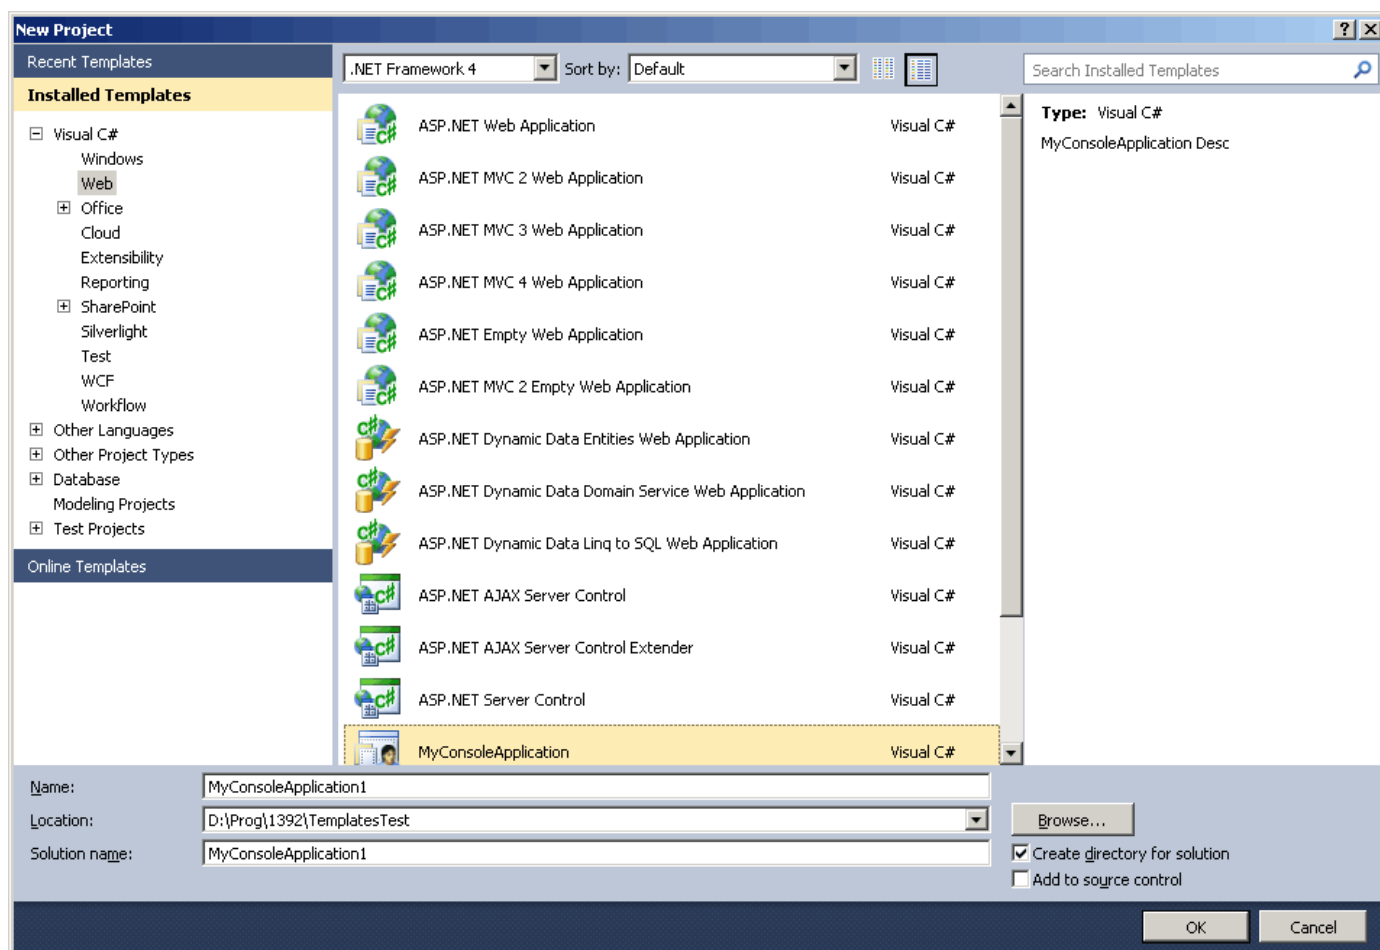 New Project
Recent Templates
Installed Templates
Visual C#
Windows
Web
Office
Cloud
Extensibility
Reporting
SharePoint
Silverlight
Test
WCF
Workflow
Other Languages
Other Project Types
Database
Modeling Projects
Test Projects
Online Templates
.NET Framework 4 Sort by: Default
ASP.NET Web Application Visual C#
ASP.NET MVC 2 Web Application Visual C#
ASP.NET MVC 3 Web Application Visual C#
ASP.NET MVC 4 Web Application Visual C#
ASP.NET Empty Web Application Visual C#
ASP.NET MVC 2 Empty Web Application Visual C#
ASP.NET Dynamic Data Entities Web Application Visual C#
ASP.NET Dynamic Data Domain Service Web Application Visual C#
ASP.NET Dynamic Data Linq to SQL Web Application Visual C#
ASP.NET AJAX Server Control Visual C#
ASP.NET AJAX Server Control Extender Visual C#
ASP.NET Server Control Visual C#
MyConsoleApplication Visual C#
Search Installed Templates
Type: Visual C#
MyConsoleApplication Desc
Name: MyConsoleApplication1
Location: D:\Prog\1392\TemplatesTest Browse...
Solution name: MyConsoleApplication1 Create directory for solution
Add to source control
OK Cancel